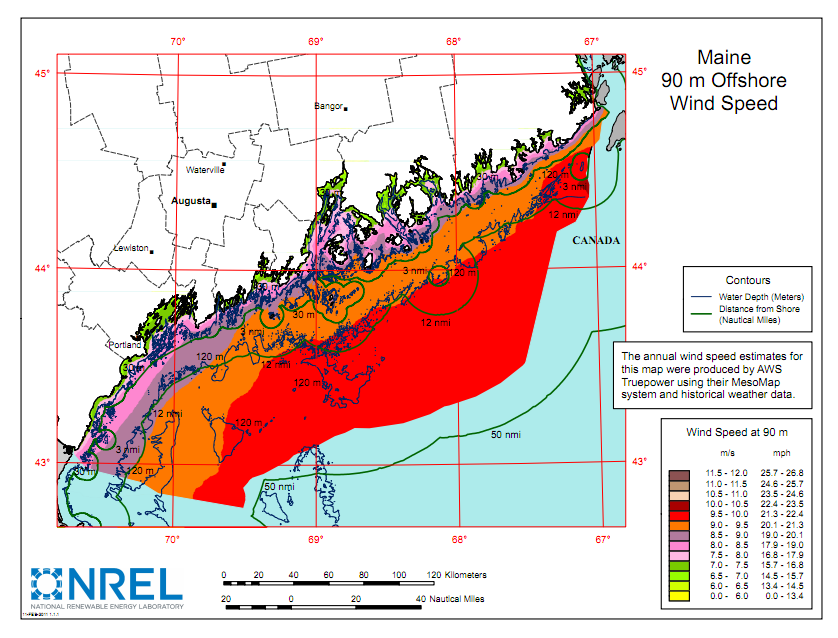 Maine
90 m Offshore
Wind Speed
70°
69°
68°
67°
45°
45°
Bangor
Waterville
Augusta
Lewiston
Portland
30 m
120 m
3 nmi
12 nmi
CANADA
44°
44°
3 nmi
120 m
12 nmi
30 m
3 nmi
120 m
12 nmi
120 m
30 m
12 nmi
120 m
3 nmi
30 m
120 m
50 nmi
50 nmi
43°
43°
70°
69°
68°
67°
Contours
Water Depth (Meters)
Distance from Shore
(Nautical Miles)
The annual wind speed estimates for
this map were produced by AWS
Truepower using their MesoMap
system and historical weather data.
Wind Speed at 90 m
m/s mph
11.5 - 12.0 25.7 - 26.8
11.0 - 11.5 24.6 - 25.7
10.5 - 11.0 23.5 - 24.6
10.0 - 10.5 22.4 - 23.5
9.5 - 10.0 21.3 - 22.4
9.0 - 9.5 20.1 - 21.3
8.5 - 9.0 19.0 - 20.1
8.0 - 8.5 17.9 - 19.0
7.5 - 8.0 16.8 - 17.9
7.0 - 7.5 15.7 - 16.8
6.5 - 7.0 14.5 - 15.7
6.0 - 6.5 13.4 - 14.5
0.0 - 6.0 0.0 - 13.4
NREL
NATIONAL RENEWABLE ENERGY LABORATORY
0 20 40 60 80 100 120 Kilometers
20 0 20 40 Nautical Miles